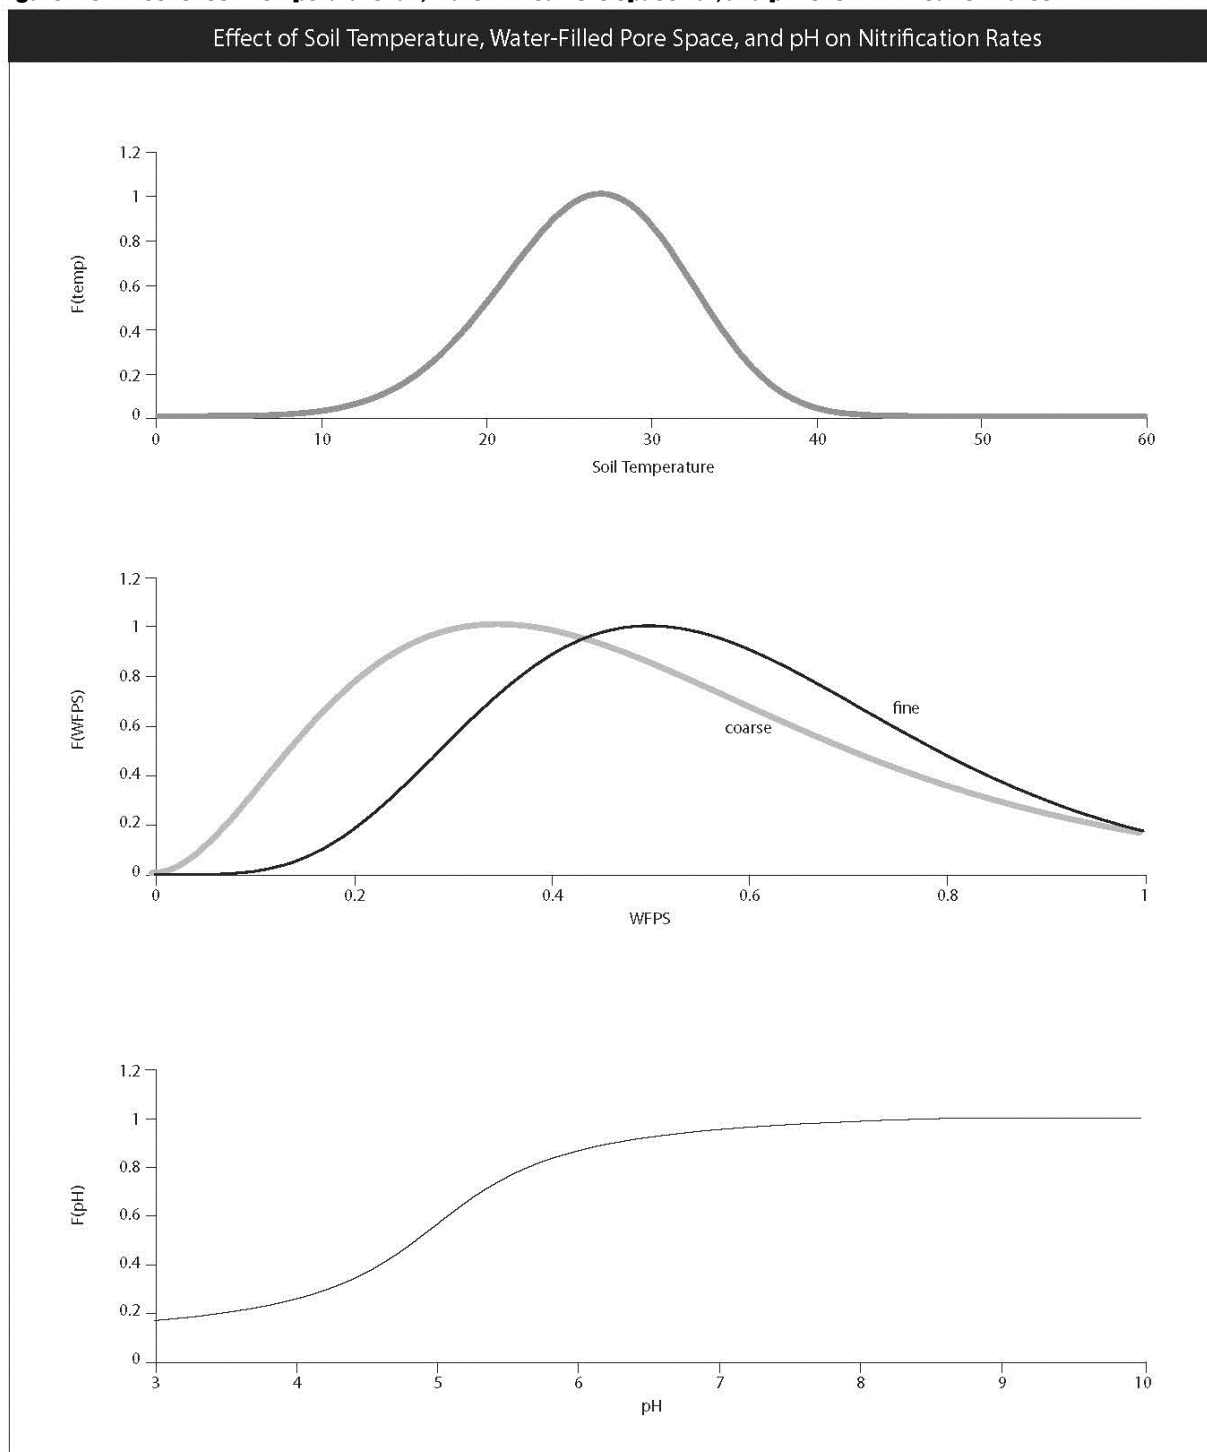 Effect of Soil Temperature, Water-Filled Pore Space, and pH on Nitrification Rates
1.2
1
0.8
0.6
0.4
0.2
0
F(temp)
0 10 20 30 40 50 60
Soil Temperature
1.2
1
0.8
0.6
0.4
0.2
0
F(WFPS)
fine
coarse
0 0.2 0.4 0.6 0.8 1
WFPS
1.2
1
0.8
0.6
0.4
0.2
0
F(pH)
3 4 5 6 7 8 9 10
pH